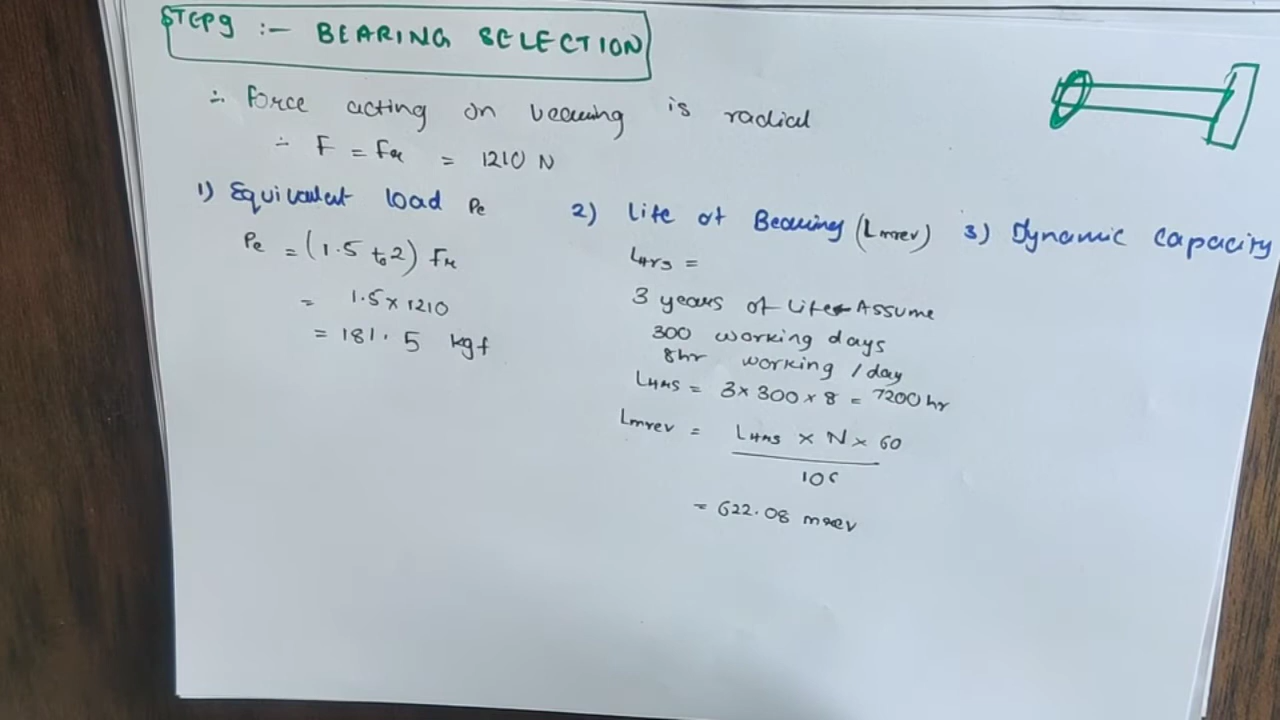 STEP 9 :- BEARING SELECTION
∴ Force acting on bearing is radial
∴ F = Fr = 1210 N
1) Equivalent load Pe
Pe = (1.5 to 2) Fr
= 1.5 x 1210
= 181.5 kgf
2) Life of Bearing (Lmrev)
LHrs =
3 years of Life - Assume
300 working days
8hr working / day
LHrs = 3 x 300 x 8 = 7200 hr
Lmrev = LHrs x N x 60
10⁶
= 622.08 mrev
3) Dynamic capacity